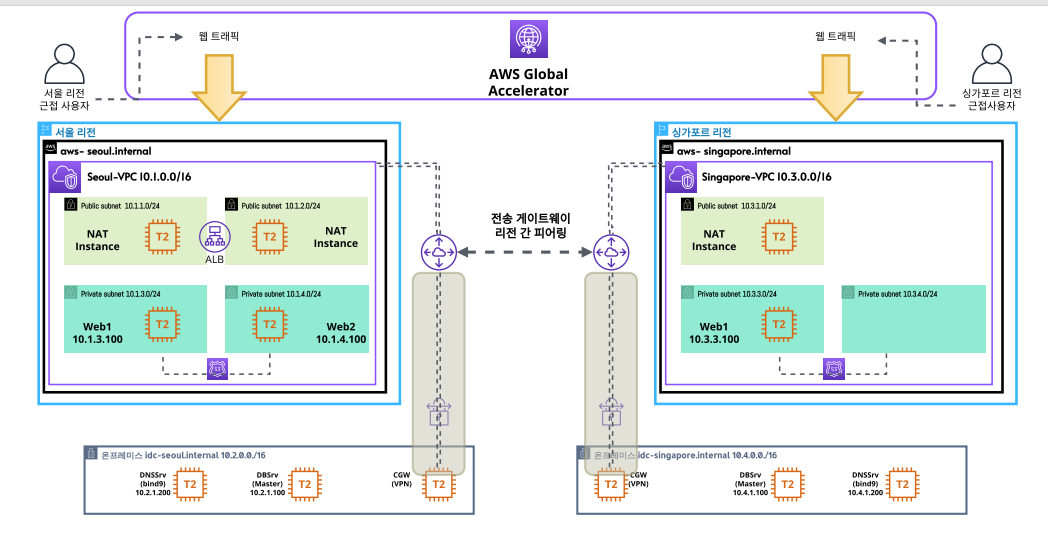 웹 트래픽
AWS Global
Accelerator
웹 트래픽
서울 리전
근접 사용자
싱가포르 리전
근접사용자
서울 리전
aws
aws- seoul.internal
Seoul-VPC 10.1.0.0/16
Public subnet 10.1.1.0/24
NAT
Instance
T2
ALB
Public subnet 10.1.2.0/24
T2
NAT
Instance
Private subnet 10.1.3.0/24
Web1
10.1.3.100
T2
Private subnet 10.1.4.0/24
T2
Web2
10.1.4.100
53
전송 게이트웨이
리전 간 피어링
싱가포르 리전
aws
aws- singapore.internal
Singapore-VPC 10.3.0.0/16
Public subnet 10.3.1.0/24
NAT
Instance
T2
Private subnet 10.3.3.0/24
Web1
10.3.3.100
T2
Private subnet 10.3.4.0/24
53
온프레미스 idc-seoul.internal 10.2.0.0/16
DNSSrv
(bind9)
10.2.1.200
T2
DBSrv
(Master)
10.2.1.100
T2
CGW
(VPN)
T2
온프레미스 idc-singapore.internal 10.4.0.0/16
T2
CGW
(VPN)
DBSrv
(Master)
10.4.1.100
T2
DNSSrv
(bind9)
10.4.1.200
T2